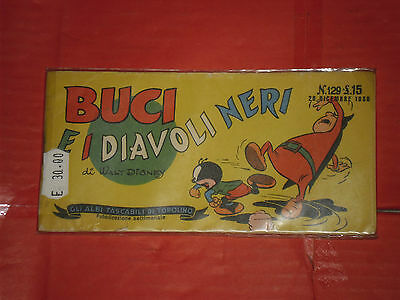 BUCI
E I DIAVOLI NERI
di WALT DISNEY
N. 129 - £. 15
28 DICEMBRE 1950
£ 30.00
GLI ALBI TASCABILI DI TOPOLINO
Pubblicazione settimanale